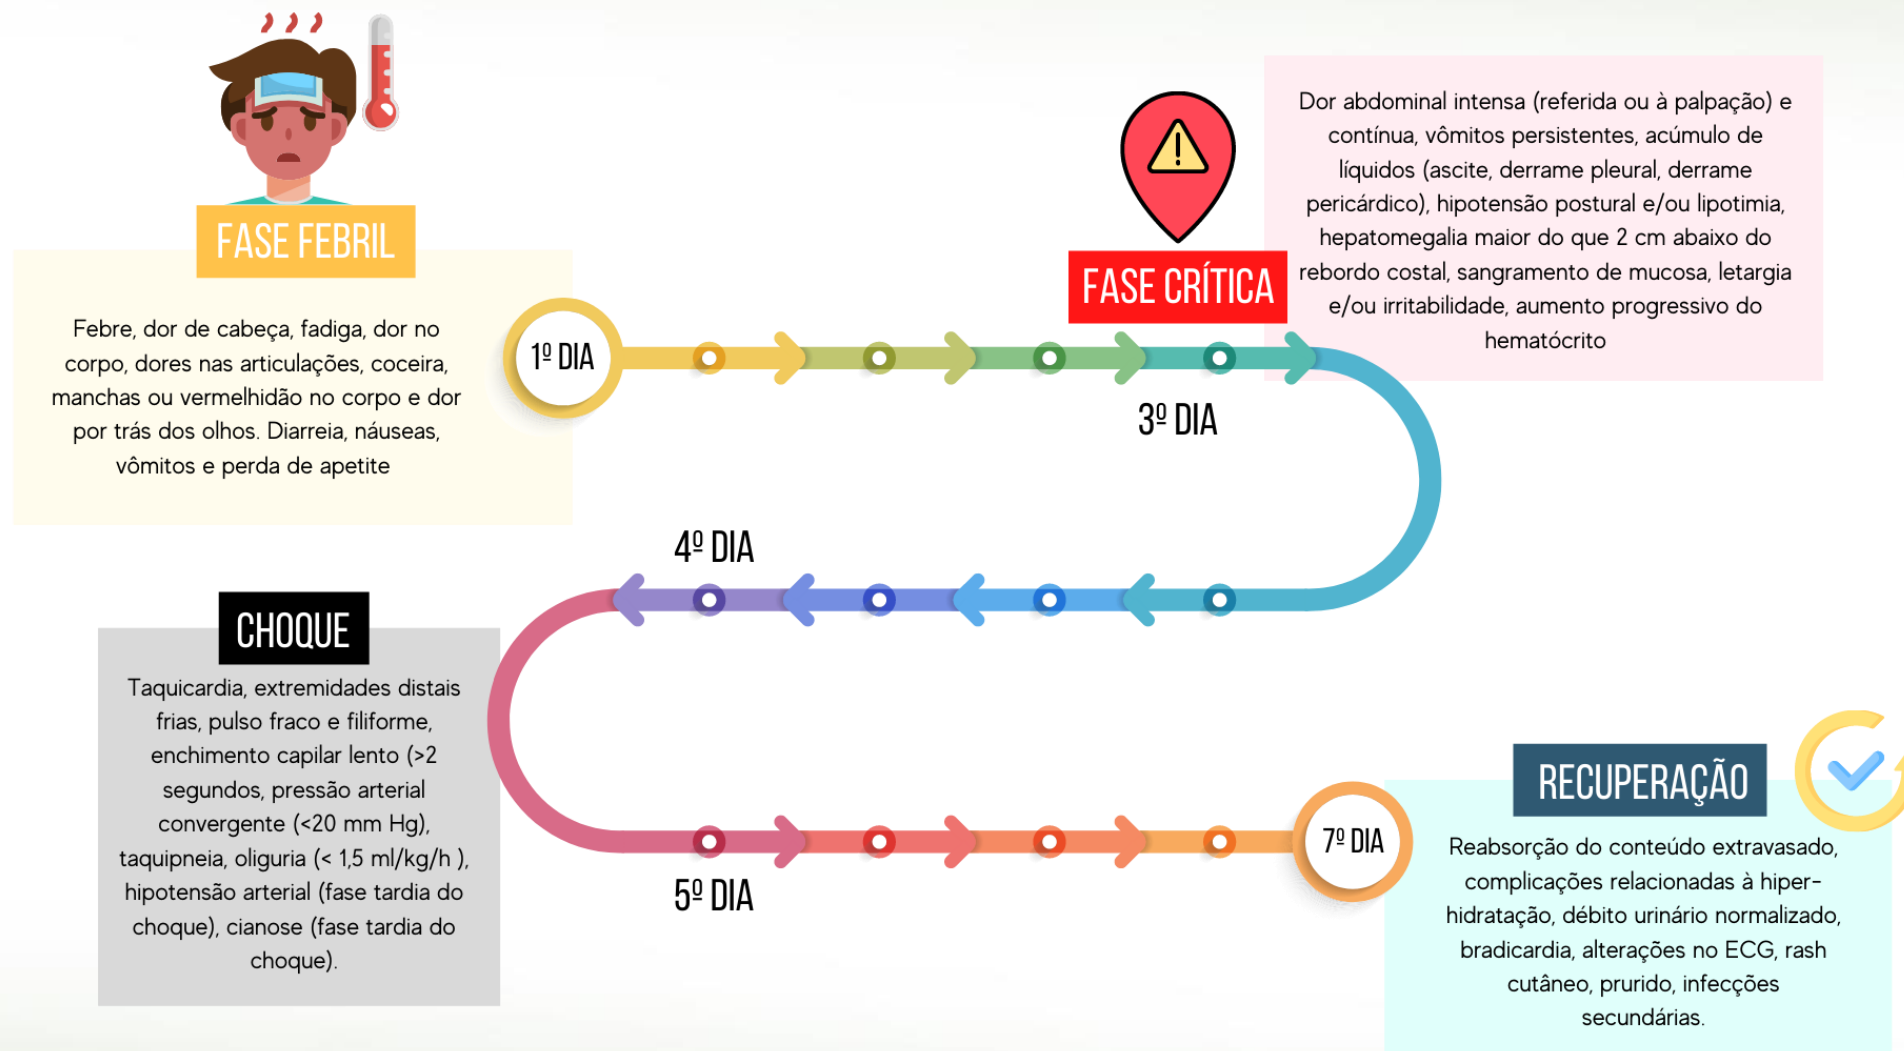 FASE FEBRIL
Febre, dor de cabeça, fadiga, dor no
corpo, dores nas articulações, coceira,
manchas ou vermelhidão no corpo e dor
por trás dos olhos. Diarreia, náuseas,
vômitos e perda de apetite
1º DIA
FASE CRÍTICA
Dor abdominal intensa (referida ou à palpação) e
contínua, vômitos persistentes, acúmulo de
líquidos (ascite, derrame pleural, derrame
pericárdico), hipotensão postural e/ou lipotimia,
hepatomegalia maior do que 2 cm abaixo do
rebordo costal, sangramento de mucosa, letargia
e/ou irritabilidade, aumento progressivo do
hematócrito
3º DIA
4º DIA
CHOQUE
Taquicardia, extremidades distais
frias, pulso fraco e filiforme,
enchimento capilar lento (>2
segundos, pressão arterial
convergente (<20 mm Hg),
taquipneia, oliguria (< 1,5 ml/kg/h ),
hipotensão arterial (fase tardia do
choque), cianose (fase tardia do
choque).
5º DIA
7º DIA
RECUPERAÇÃO
Reabsorção do conteúdo extravasado,
complicações relacionadas à hiper-
hidratação, débito urinário normalizado,
bradicardia, alterações no ECG, rash
cutâneo, prurido, infecções
secundárias.